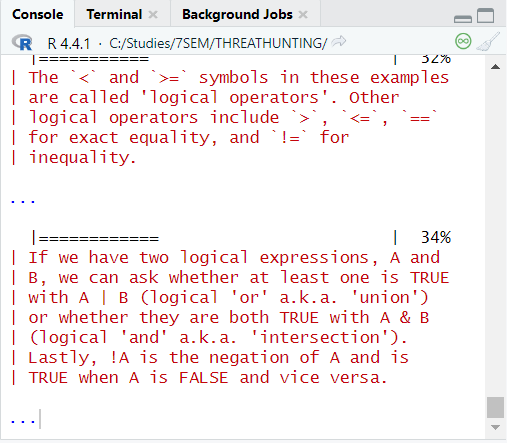 Console Terminal × Background Jobs ×
R 4.4.1 · C:/Studies/7SEM/THREATHUNTING/
|=========== | 32%
| The `<` and `>=` symbols in these examples
| are called 'logical operators'. Other
| logical operators include `>`, `<=`, `==`
| for exact equality, and `!=` for
| inequality.
...
|============ | 34%
| If we have two logical expressions, A and
| B, we can ask whether at least one is TRUE
| with A | B (logical 'or' a.k.a. 'union')
| or whether they are both TRUE with A & B
| (logical 'and' a.k.a. 'intersection').
| Lastly, !A is the negation of A and is
| TRUE when A is FALSE and vice versa.
...